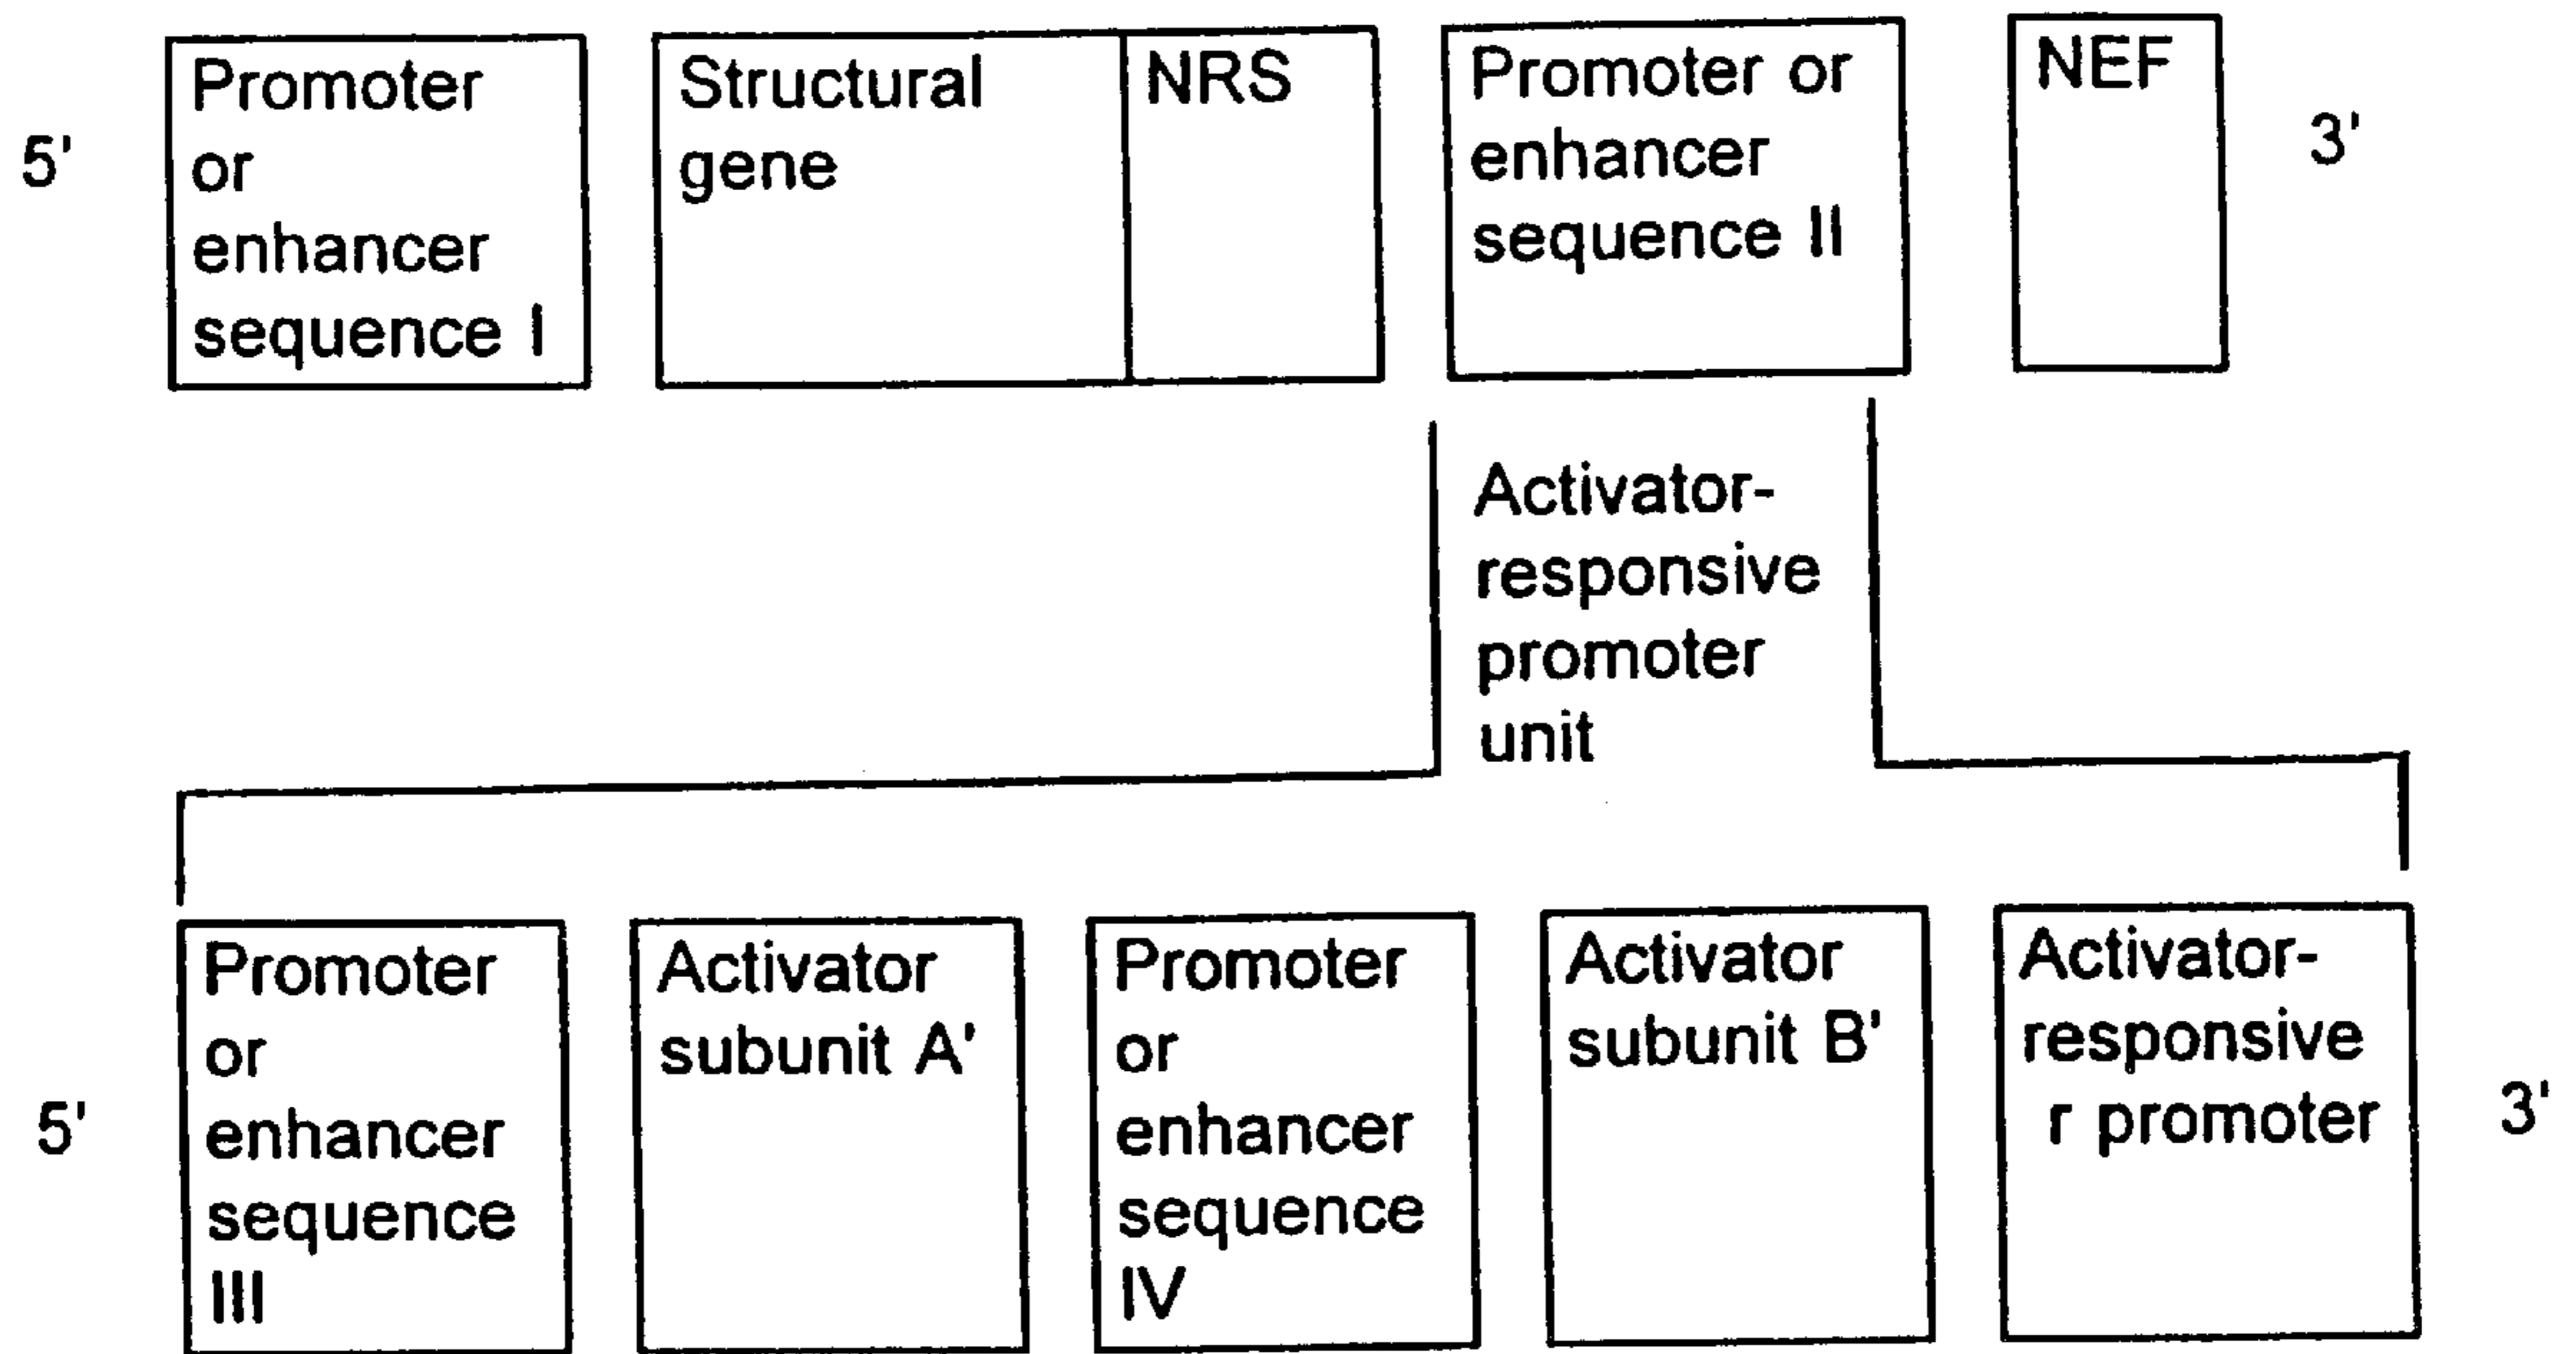 5'
Promoter
or
enhancer
sequence I
Structural
gene
NRS
Promoter or
enhancer
sequence II
NEF
3'
Activator-
responsive
promoter
unit
5'
Promoter
or
enhancer
sequence
III
Activator
subunit A'
Promoter
or
enhancer
sequence
IV
Activator
subunit B'
Activator-
responsive
r promoter
3'